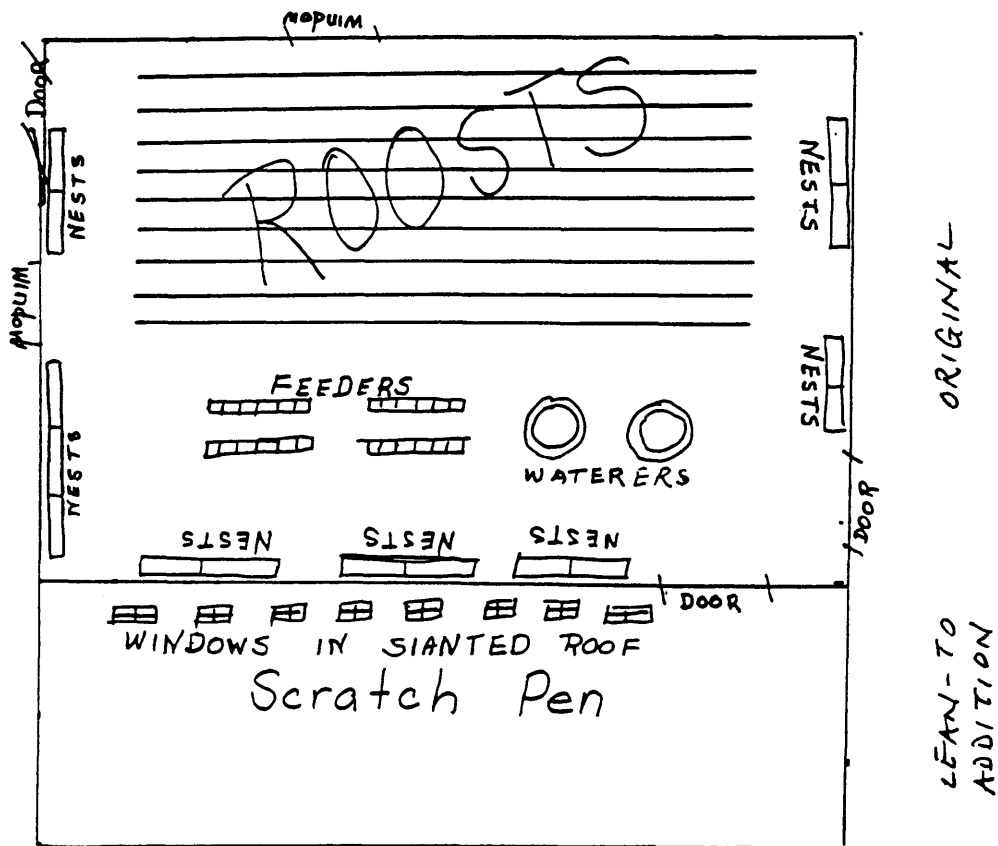 WINDOW
DOOR
ROOSTS
NESTS
NESTS
WINDOW
ORIGINAL
NESTS
FEEDERS
NESTS
WATERERS
DOOR
NESTS
NESTS
NESTS
DOOR
WINDOWS IN SIANTED ROOF
Scratch Pen
LEAN-TO
ADDITION